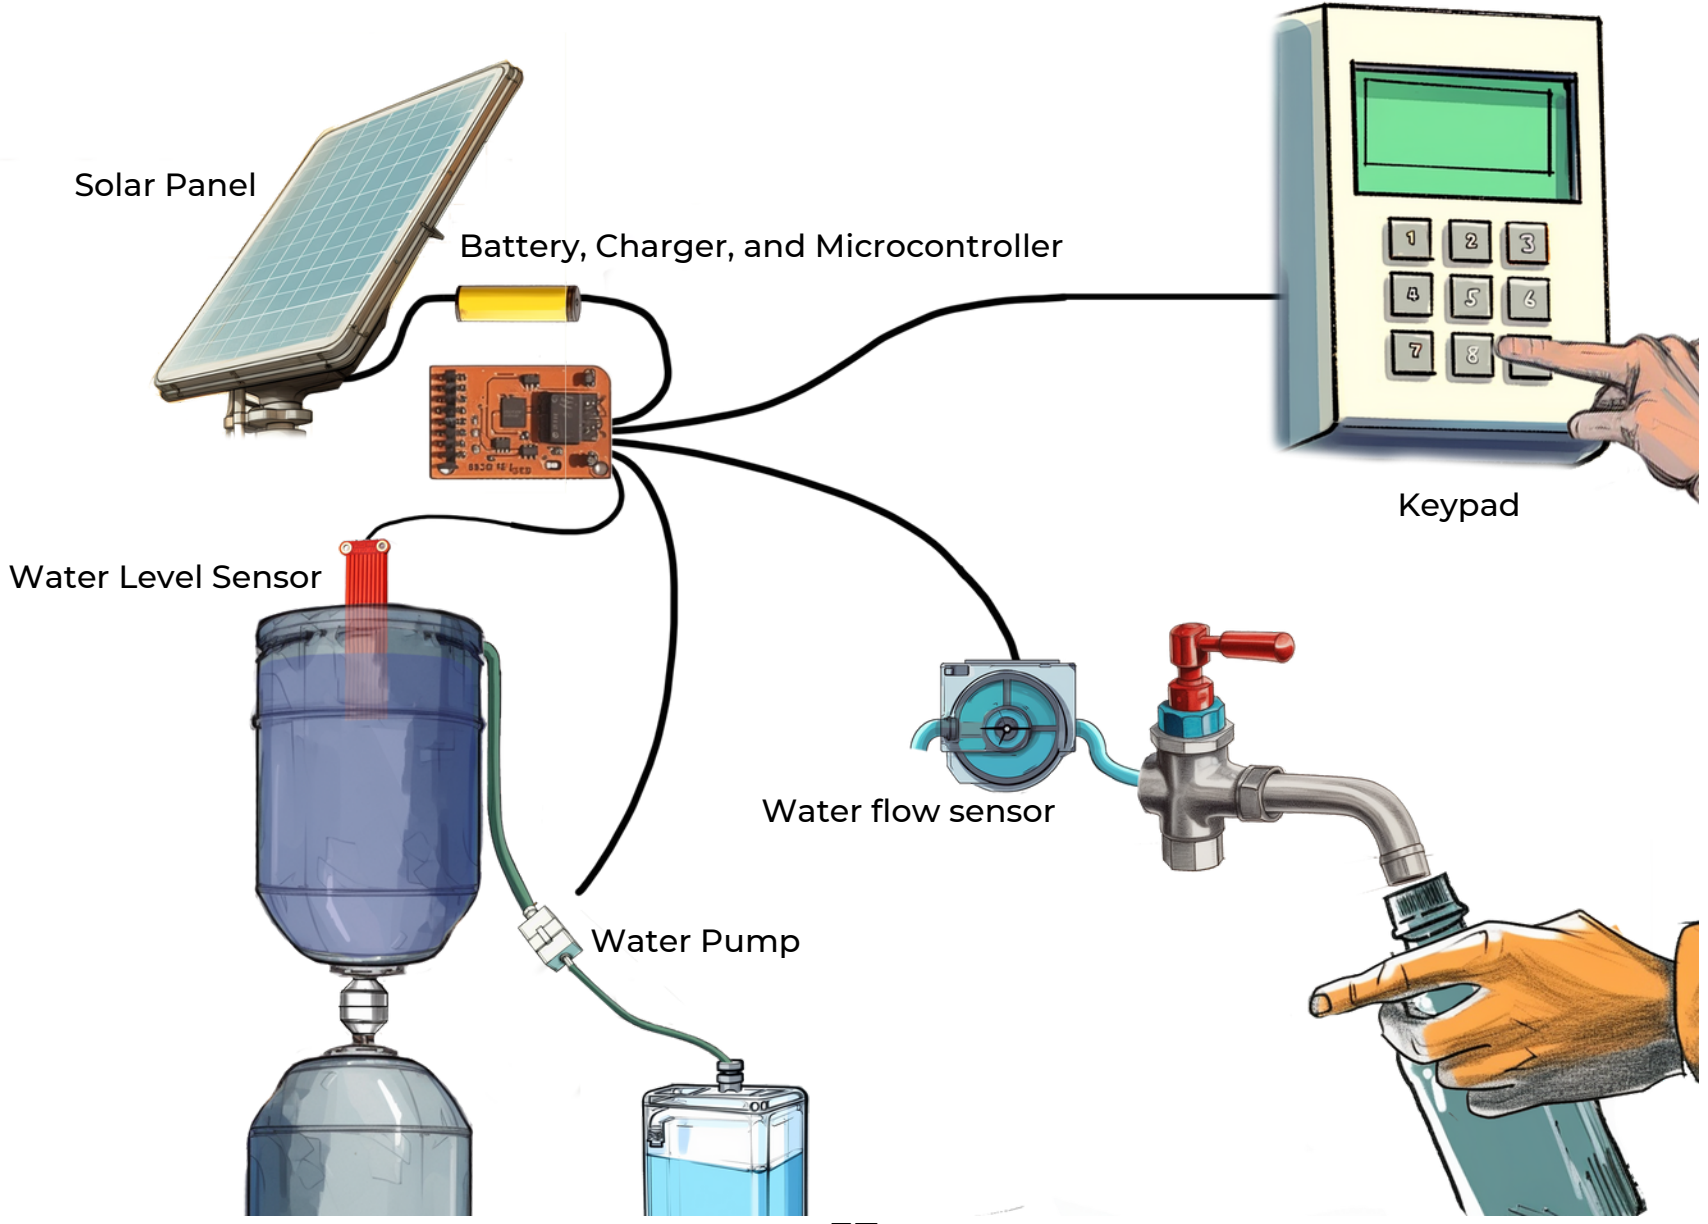 Solar Panel
Battery, Charger, and Microcontroller
1 2 3
4 5 6
7 8
Keypad
Water Level Sensor
Water flow sensor
Water Pump